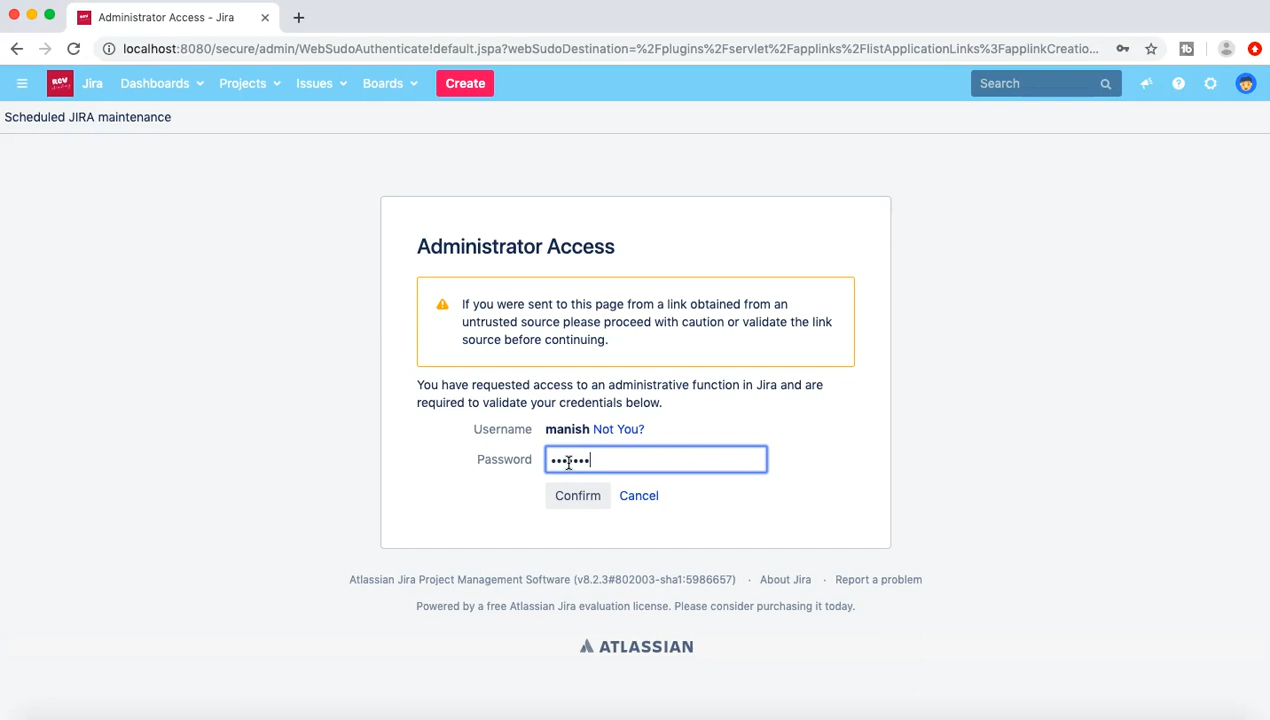 Administrator Access - Jira
localhost:8080/secure/admin/WebSudoAuthenticate!default.jspa?webSudoDestination=%2Fplugins%2Fservlet%2Fapplinks%2FlistApplicationLinks%3FapplinkCreatio...
Jira Dashboards Projects Issues Boards Create Search
Scheduled JIRA maintenance
Administrator Access
If you were sent to this page from a link obtained from an
untrusted source please proceed with caution or validate the link
source before continuing.
You have requested access to an administrative function in Jira and are
required to validate your credentials below.
Username manish Not You?
Password
Confirm Cancel
Atlassian Jira Project Management Software (v8.2.3#802003-sha1:5986657) · About Jira · Report a problem
Powered by a free Atlassian Jira evaluation license. Please consider purchasing it today.
ATLASSIAN